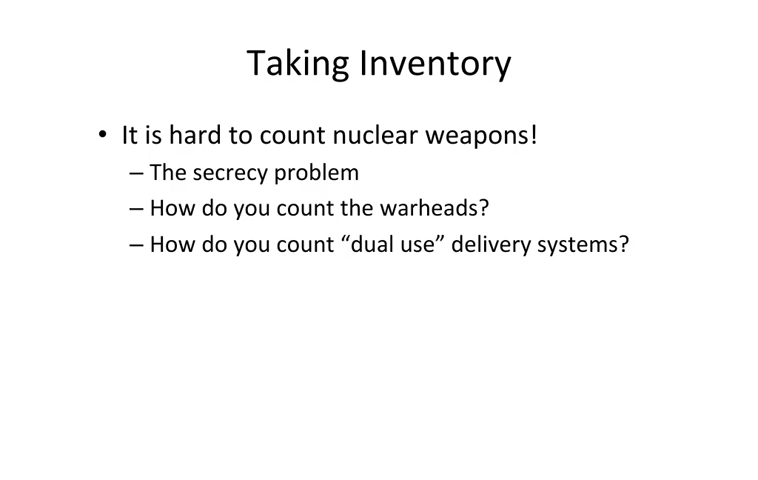 Taking Inventory
• It is hard to count nuclear weapons!
– The secrecy problem
– How do you count the warheads?
– How do you count “dual use” delivery systems?